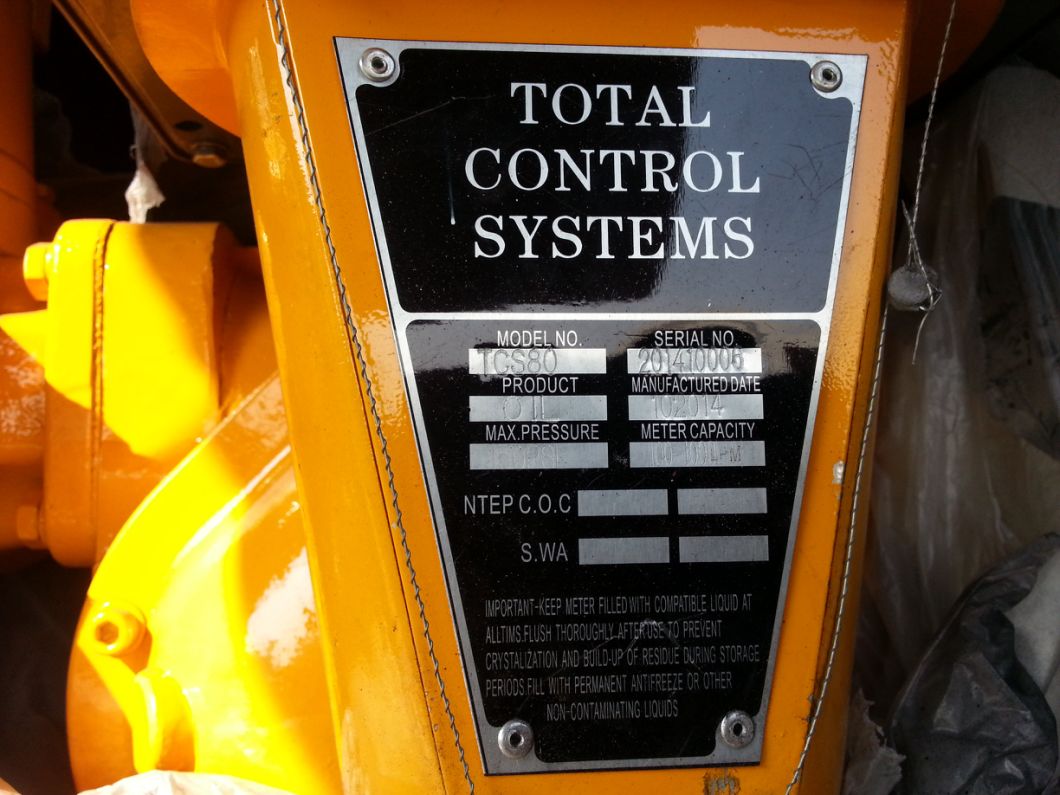 TOTAL
CONTROL
SYSTEMS
MODEL NO. SERIAL NO.
TCS80 201410006
PRODUCT MANUFACTURED DATE
OIL 102014
MAX.PRESSURE METER CAPACITY
NTEP C.O.C
S.WA
IMPORTANT-KEEP METER FILLED WITH COMPATIBLE LIQUID AT
ALLTIMS.FLUSH THOROUGHLY AFTER USE TO PREVENT
CRYSTALIZATION AND BUILD-UP OF RESIDUE DURING STORAGE
PERIODS FILL WITH PERMANENT ANTIFREEZE OR OTHER
NON-CONTAMINATING LIQUIDS